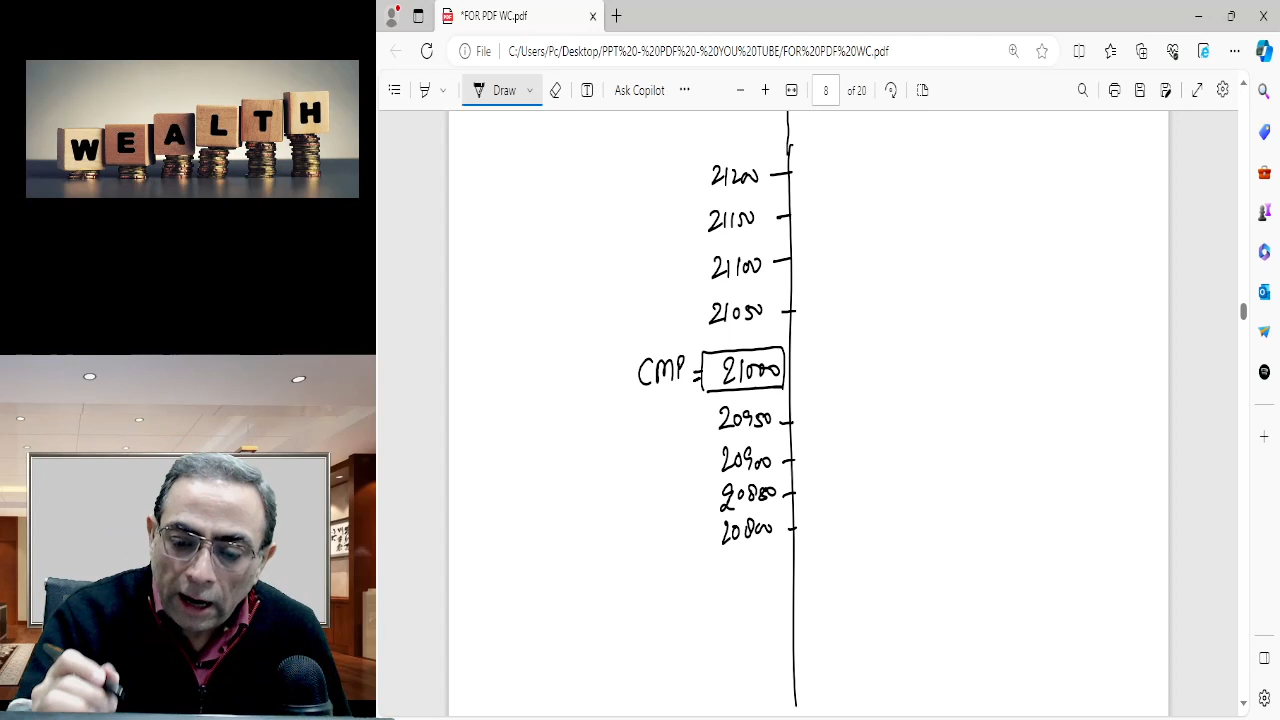 WEALTH
*FOR PDF WC.pdf
File C:/Users/Pc/Desktop/PPT%20-%20PDF%20-%20YOU%20TUBE/FOR%20PDF%20WC.pdf
Draw Ask Copilot 8 of 20
21200
21150
21100
21050
CMP = 21000
20950
20900
20850
20800